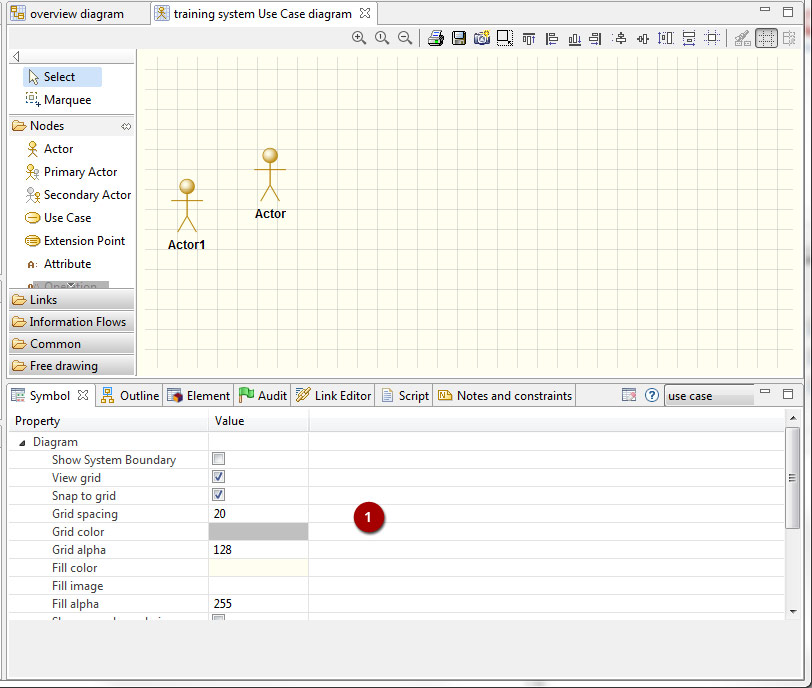 overview diagram
training system Use Case diagram
Select
Marquee
Nodes
Actor
Primary Actor
Secondary Actor
Use Case
Extension Point
A: Attribute
Links
Information Flows
Common
Free drawing
Actor
Actor1
Symbol
Outline
Element
Audit
Link Editor
Script
Notes and constraints
use case
Property Value
Diagram
Show System Boundary
View grid
Snap to grid
Grid spacing 20
1
Grid color
Grid alpha 128
Fill color
Fill image
Fill alpha 255